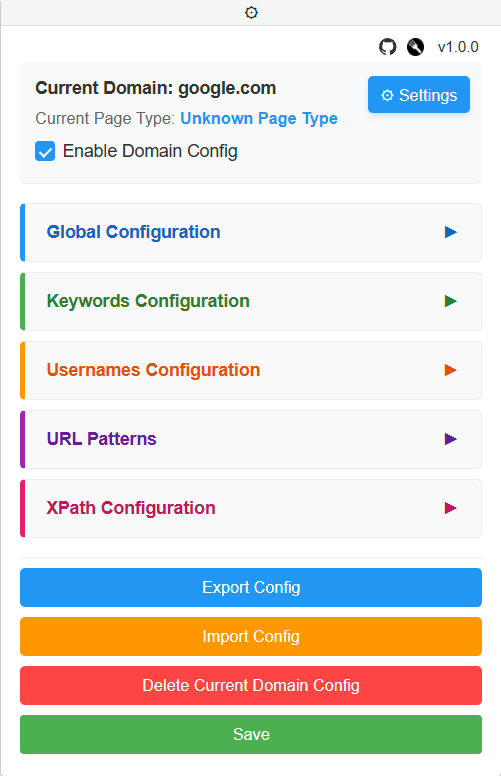 v1.0.0
Current Domain: google.com
⚙ Settings
Current Page Type: Unknown Page Type
Enable Domain Config
Global Configuration
Keywords Configuration
Usernames Configuration
URL Patterns
XPath Configuration
Export Config
Import Config
Delete Current Domain Config
Save